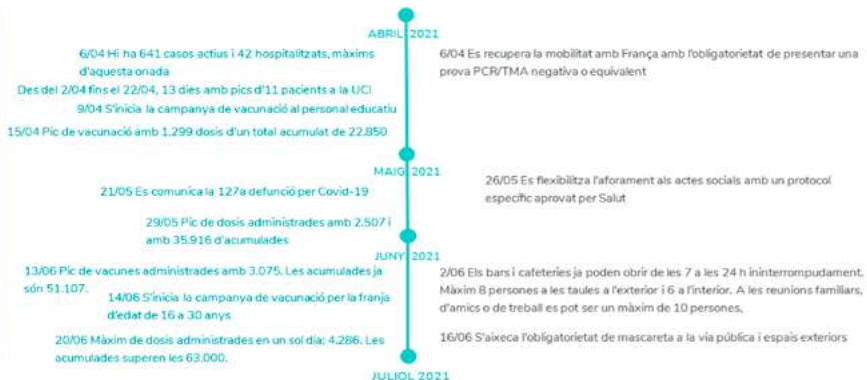 ABRIL 2021
6/04 Hi ha 641 casos actius i 42 hospitalitzats, màxims
d'aquesta onada
Des del 2/04 fins el 22/04, 13 dies amb pics d'11 pacients a la UCI
9/04 S'inicia la campanya de vacunació al personal educatiu
15/04 Pic de vacunació amb 1.299 dosis d'un total acumulat de 22.850
6/04 Es recupera la mobilitat amb França amb l'obligatorietat de presentar una
prova PCR/TMA negativa o equivalent
MAIG 2021
21/05 Es comunica la 127a defunció per Covid-19
29/05 Pic de dosis administrades amb 2.507 i
amb 35.916 d'acumulades
26/05 Es flexibilitza l'aforament als actes socials amb un protocol
específic aprovat per Salut
JUNY 2021
13/06 Pic de vacunes administrades amb 3.075. Les acumulades ja
són 51.107.
14/06 S'inicia la campanya de vacunació per la franja
d'edat de 16 a 30 anys
20/06 Màxim de dosis administrades en un sol dia: 4.286. Les
acumulades superen les 63.000.
2/06 Els bars i cafeteries ja poden obrir de les 7 a les 24 h ininterrompudament.
Màxim 8 persones a les taules a l'exterior i 6 a l'interior. A les reunions familiars,
d'amics o de treball es pot ser un màxim de 10 persones,
16/06 S'aixeca l'obligatorietat de mascareta a la via pública i espais exteriors
JULIOL 2021